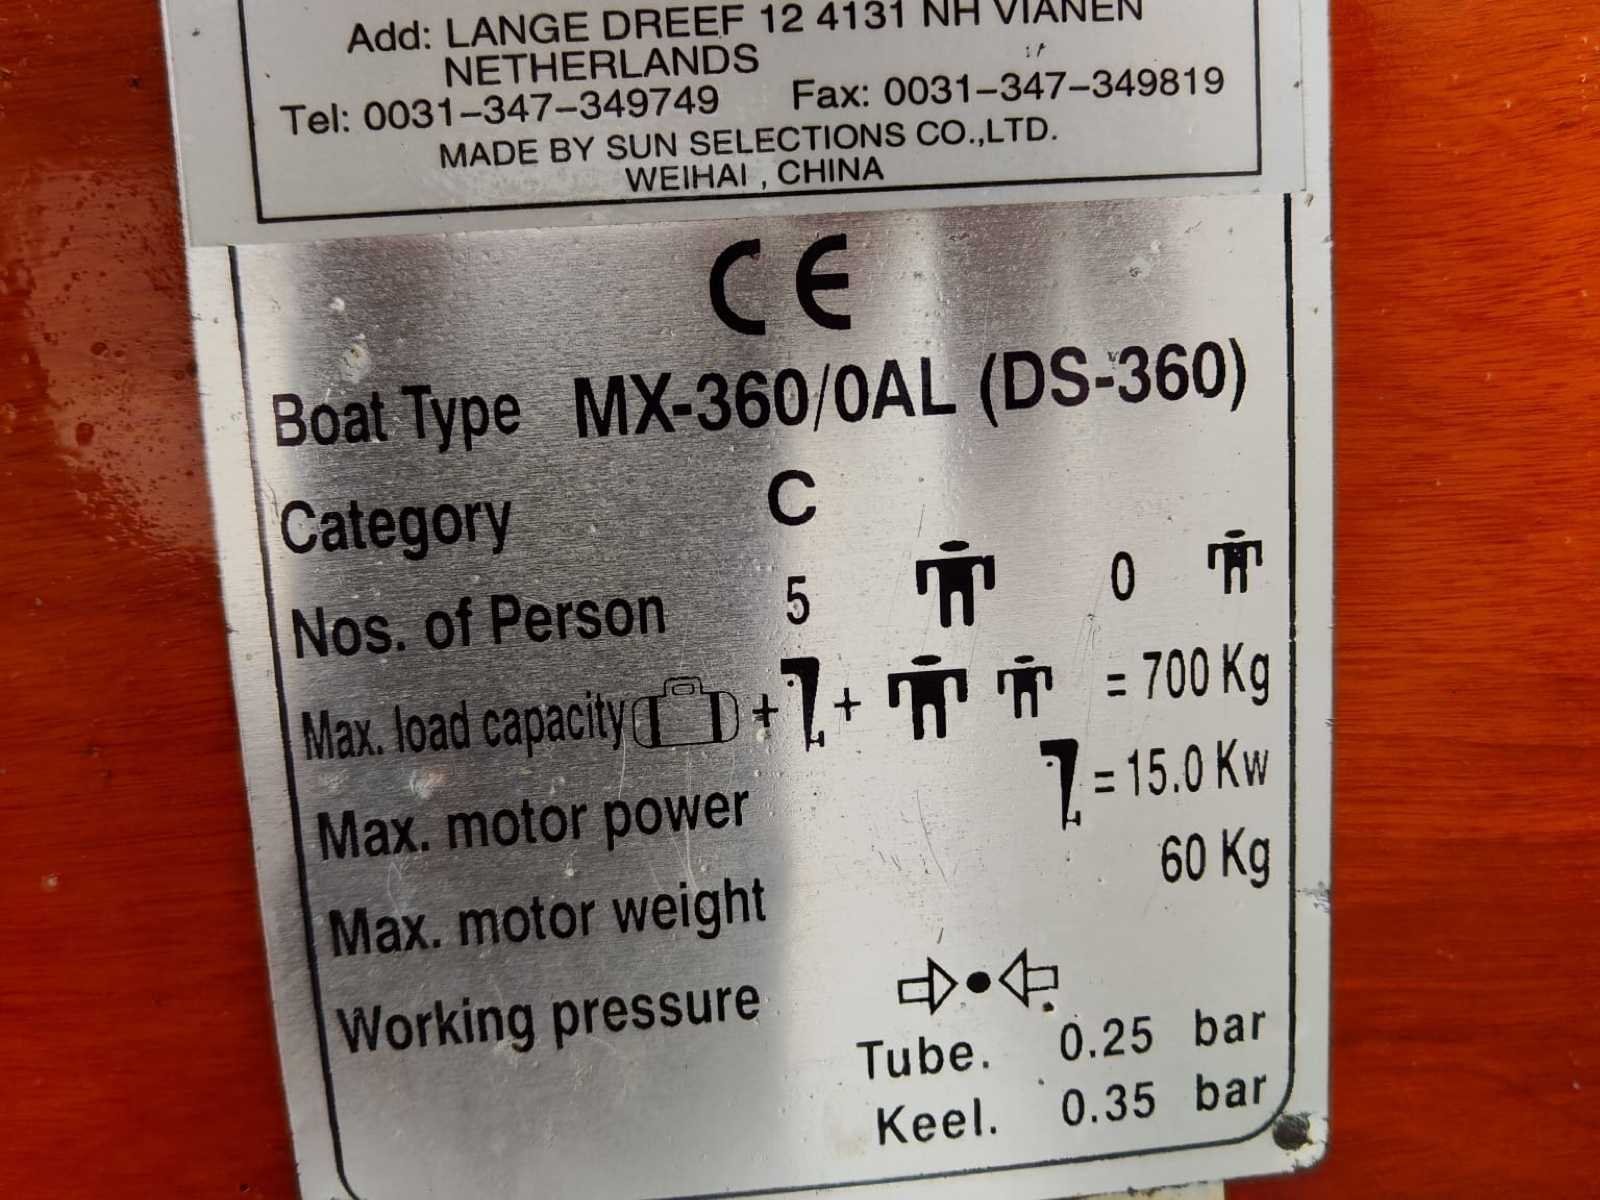 Add: LANGE DREEF 12 4131 NH VIANEN
NETHERLANDS
Tel: 0031-347-349749 Fax: 0031-347-349819
MADE BY SUN SELECTIONS CO.,LTD.
WEIHAI , CHINA
CE
Boat Type MX-360/0AL (DS-360)
Category C
Nos. of Person 5 0
Max. load capacity + + = 700 Kg
Max. motor power = 15.0 Kw
Max. motor weight 60 Kg
Working pressure
Tube. 0.25 bar
Keel. 0.35 bar